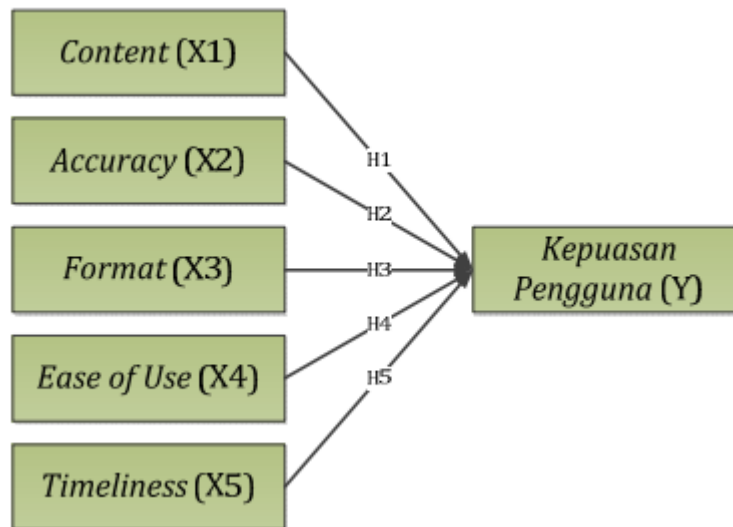 Content (X1)
H1
Accuracy (X2)
H2
Format (X3)
H3
Kepuasan
Pengguna (Y)
H4
Ease of Use (X4)
H5
Timeliness (X5)